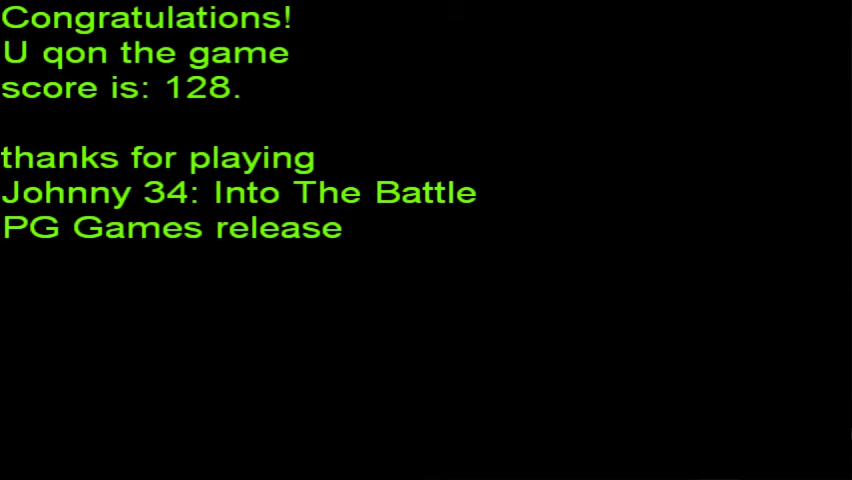 Congratulations!
U qon the game
score is: 128.
thanks for playing
Johnny 34: Into The Battle
PG Games release